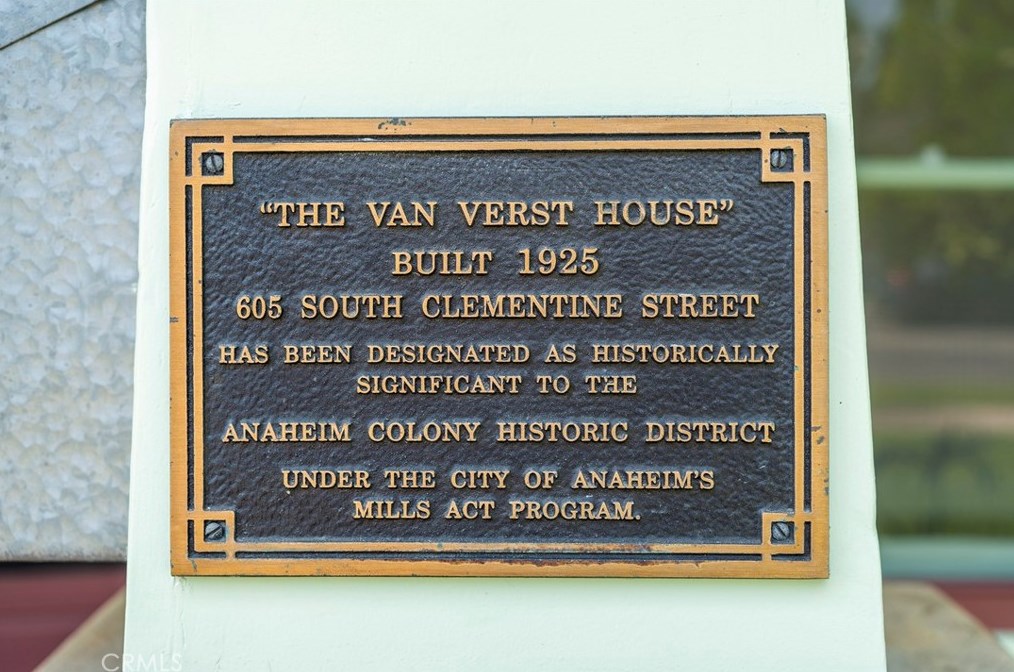 “THE VAN VERST HOUSE”
BUILT 1925
605 SOUTH CLEMENTINE STREET
HAS BEEN DESIGNATED AS HISTORICALLY
SIGNIFICANT TO THE
ANAHEIM COLONY HISTORIC DISTRICT
UNDER THE CITY OF ANAHEIM'S
MILLS ACT PROGRAM.
CRMLS